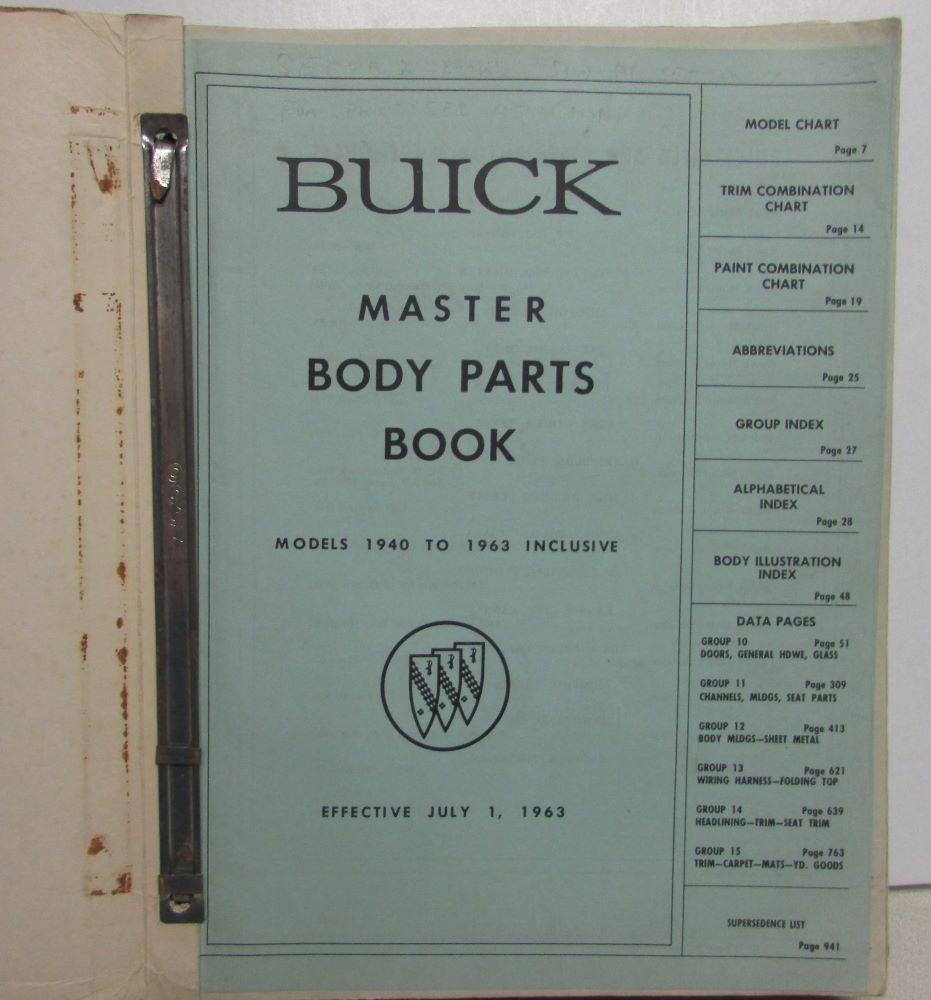 BUICK
MASTER
BODY PARTS
BOOK
MODELS 1940 TO 1963 INCLUSIVE
EFFECTIVE JULY 1, 1963
MODEL CHART
Page 7
TRIM COMBINATION
CHART
Page 14
PAINT COMBINATION
CHART
Page 19
ABBREVIATIONS
Page 25
GROUP INDEX
Page 27
ALPHABETICAL
INDEX
Page 28
BODY ILLUSTRATION
INDEX
Page 48
DATA PAGES
GROUP 10 Page 51
DOORS, GENERAL HDWE, GLASS
GROUP 11 Page 309
CHANNELS, MLDGS, SEAT PARTS
GROUP 12 Page 413
BODY MLDGS—SHEET METAL
GROUP 13 Page 621
WIRING HARNESS—FOLDING TOP
GROUP 14 Page 639
HEADLINING—TRIM—SEAT TRIM
GROUP 15 Page 763
TRIM—CARPET—MATS—YD. GOODS
SUPERSEDENCE LIST
Page 941